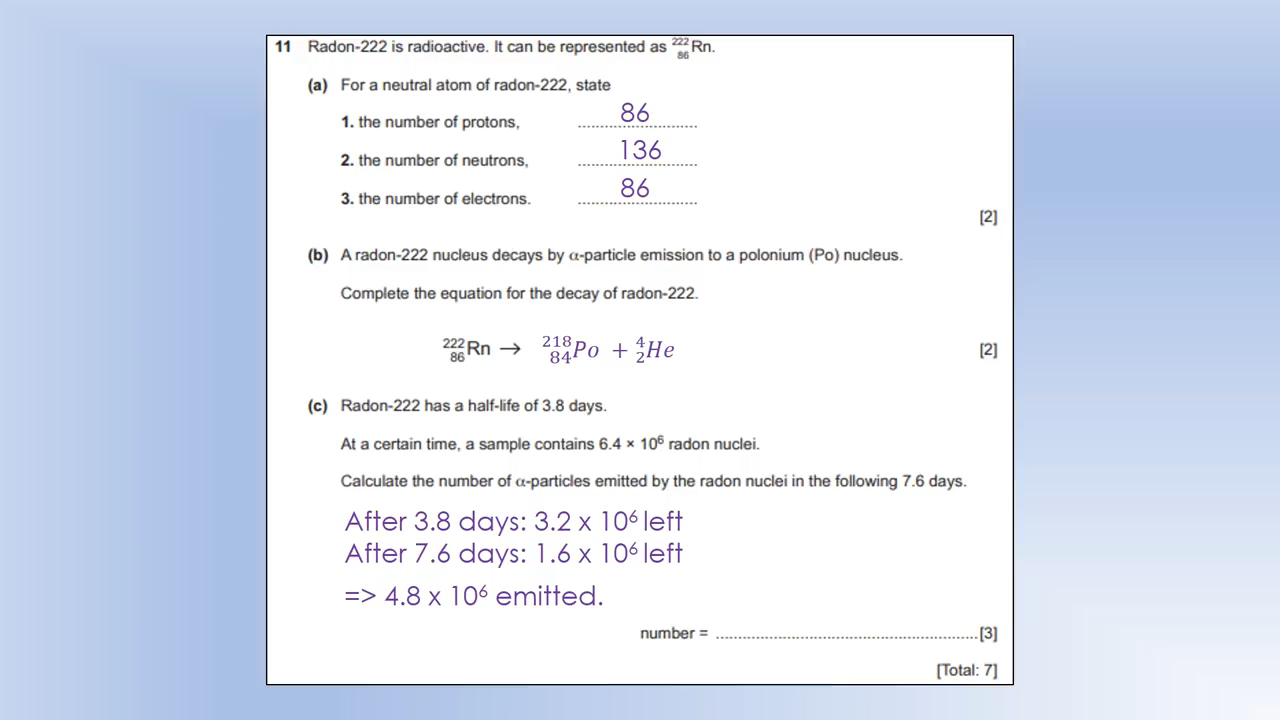 11 Radon-222 is radioactive. It can be represented as ²²²₈₆Rn.
(a) For a neutral atom of radon-222, state
1. the number of protons, 86
2. the number of neutrons, 136
3. the number of electrons. 86
[2]
(b) A radon-222 nucleus decays by α-particle emission to a polonium (Po) nucleus.
Complete the equation for the decay of radon-222.
²²²₈₆Rn → ²¹⁸₈₄Po + ⁴₂He [2]
(c) Radon-222 has a half-life of 3.8 days.
At a certain time, a sample contains 6.4 × 10⁶ radon nuclei.
Calculate the number of α-particles emitted by the radon nuclei in the following 7.6 days.
After 3.8 days: 3.2 x 10⁶ left
After 7.6 days: 1.6 x 10⁶ left
=> 4.8 x 10⁶ emitted.
number = ............................................................[3]
[Total: 7]